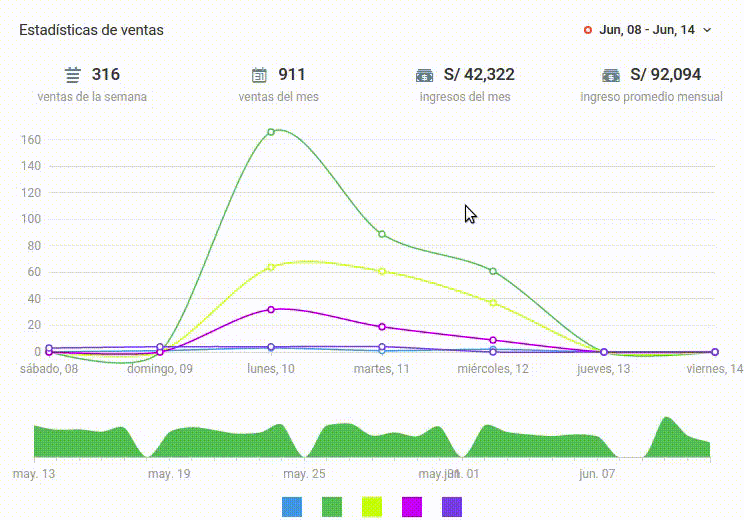 Estadísticas de ventas
Jun, 08 - Jun, 14
316
911
S/ 42,322
S/ 92,094
ventas de la semana
ventas del mes
ingresos del mes
ingreso promedio mensual
160
140
120
100
80
60
40
20
0
sábado, 08
domingo, 09
lunes, 10
martes, 11
miércoles, 12
jueves, 13
viernes, 14
may. 13
may. 19
may. 25
may. 31
jun. 01
jun. 07